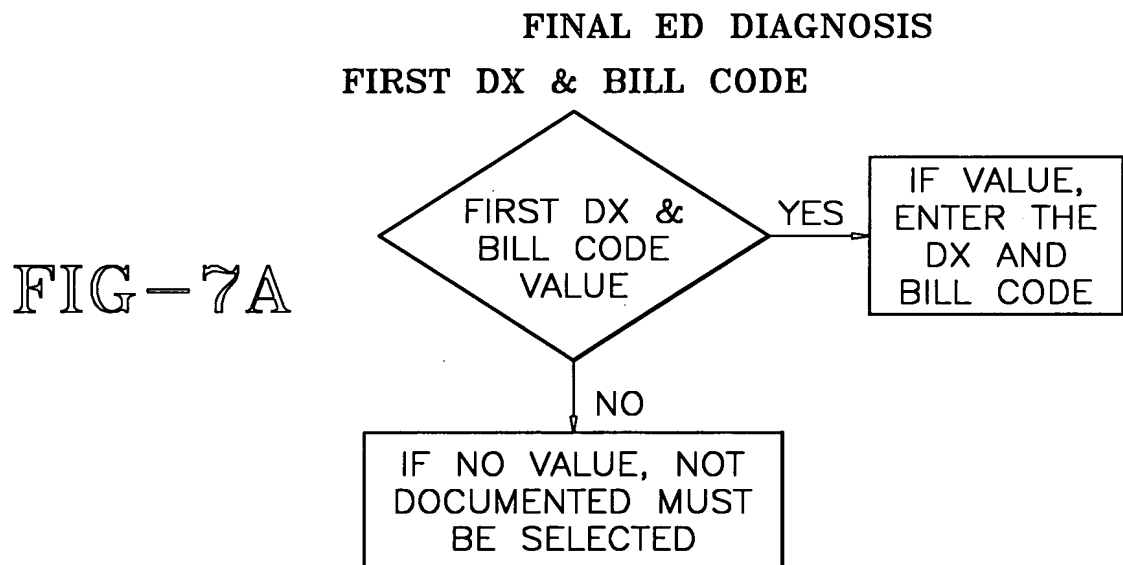 FINAL ED DIAGNOSIS
FIRST DX & BILL CODE
FIRST DX &
BILL CODE
VALUE
YES
IF VALUE,
ENTER THE
DX AND
BILL CODE
FIG-7A
NO
IF NO VALUE, NOT
DOCUMENTED MUST
BE SELECTED